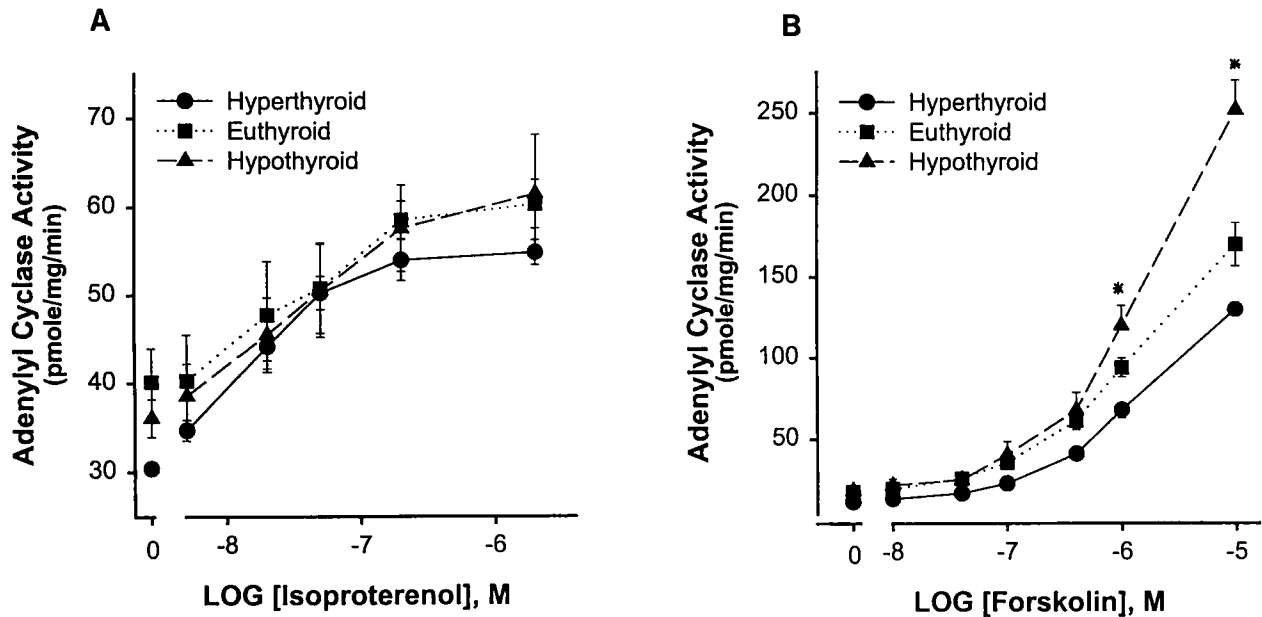 A
Adenylyl Cyclase Activity
(pmole/mg/min)
Hyperthyroid
Euthyroid
Hypothyroid
70
60
50
40
30
0
-8
-7
-6
LOG [Isoproterenol], M
B
Adenylyl Cyclase Activity
(pmole/mg/min)
Hyperthyroid
Euthyroid
Hypothyroid
250
200
150
100
50
*
*
0
-8
-7
-6
-5
LOG [Forskolin], M